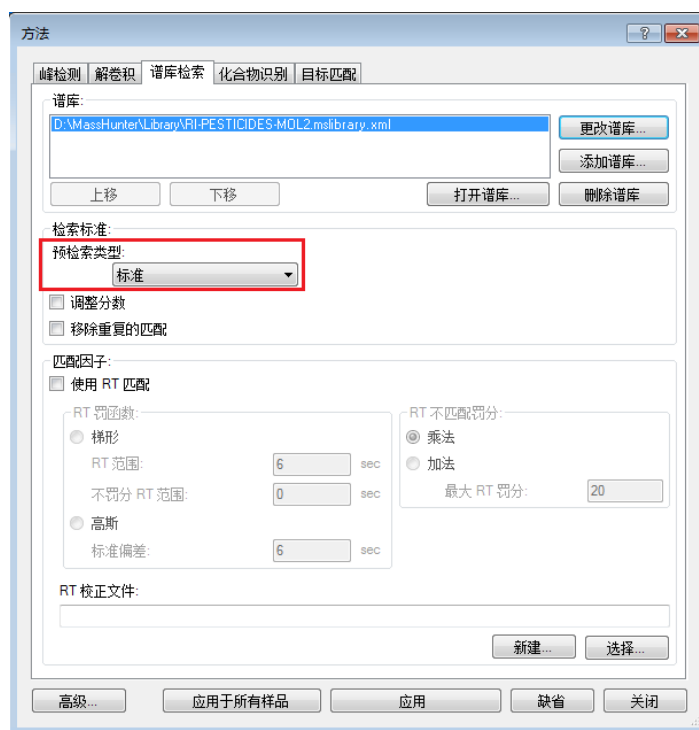 方法
峰检测 解卷积 谱库检索 化合物识别 目标匹配
谱库:
D:\MassHunter\Library\RI-PESTICIDES-MOL2.mslibrary.xml
更改谱库...
添加谱库...
上移 下移 打开谱库... 删除谱库
检索标准:
预检索类型:
标准
调整分数
移除重复的匹配
匹配因子:
使用 RT 匹配
RT 罚函数: RT 不匹配罚分:
梯形 乘法
RT 范围: 6 sec 加法
不罚分 RT 范围: 0 sec 最大 RT 罚分: 20
高斯
标准偏差: 6 sec
RT 校正文件:
新建... 选择...
高级... 应用于所有样品 应用 缺省 关闭